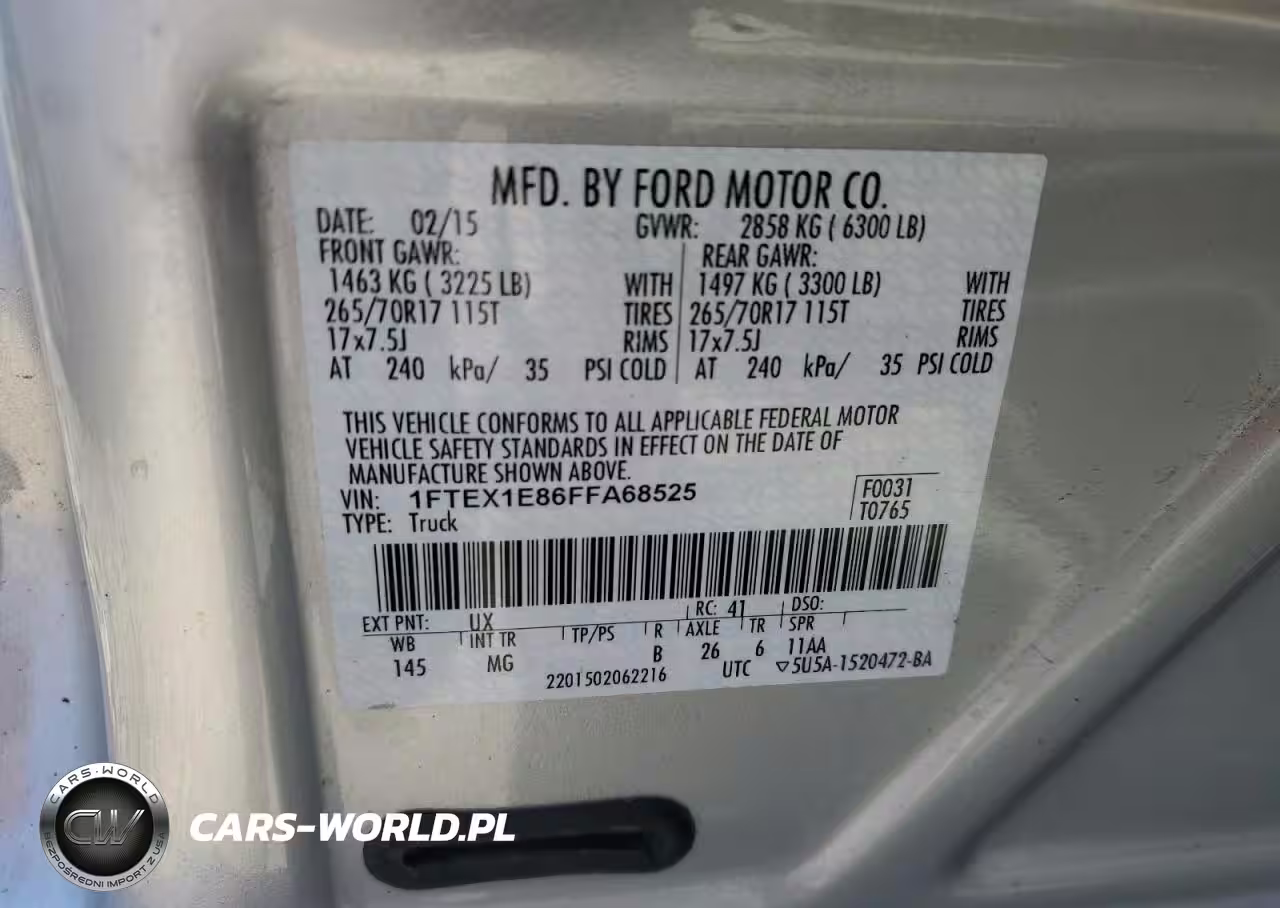 MFD. BY FORD MOTOR CO.
DATE: 02/15 GVWR: 2858 KG ( 6300 LB)
FRONT GAWR: REAR GAWR:
1463 KG ( 3225 LB) WITH 1497 KG ( 3300 LB) WITH
265/70R17 115T TIRES 265/70R17 115T TIRES
17x7.5J RIMS 17x7.5J RIMS
AT 240 kPa/ 35 PSI COLD AT 240 kPa/ 35 PSI COLD
THIS VEHICLE CONFORMS TO ALL APPLICABLE FEDERAL MOTOR
VEHICLE SAFETY STANDARDS IN EFFECT ON THE DATE OF
MANUFACTURE SHOWN ABOVE.
VIN: 1FTEX1E86FFA68525 F0031
TYPE: Truck T0765
EXT PNT: UX RC: 41 DSO:
WB INT TR TP/PS R AXLE TR SPR
145 MG B 26 6 11AA
2201502062216 UTC ▽5U5A-1520472-BA
CARS-WORLD
CW
BEZPOŚREDNI IMPORT Z USA
CARS-WORLD.PL